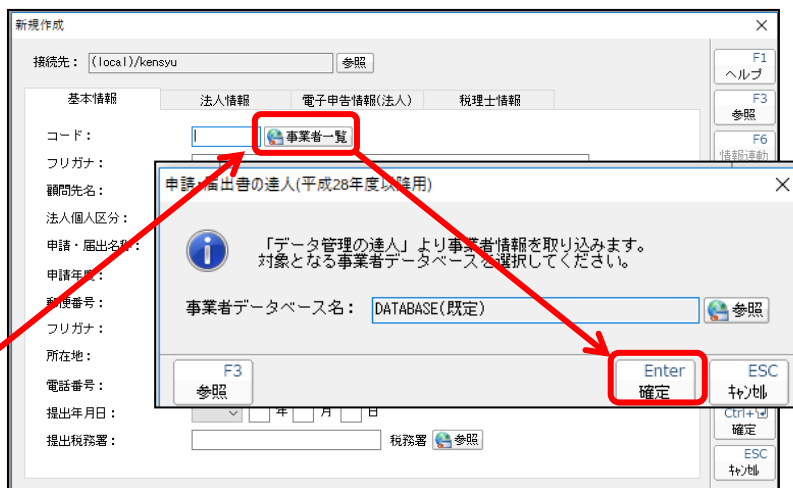 新規作成
接続先： (local)/kensyu 参照
F1
ヘルプ
基本情報 法人情報 電子申告情報(法人) 税理士情報
F3
参照
コード： 事業者一覧
F6
情報連動
フリガナ：
顧問先名：
法人個人区分：
申請・届出名称：
申請年度：
郵便番号：
フリガナ：
所在地：
電話番号：
提出年月日： 年 月 日
提出税務署： 税務署 参照
Ctrl+
確定
ESC
ｷｬﾝｾﾙ
申請・届出書の達人(平成28年度以降用)
「データ管理の達人」より事業者情報を取り込みます。
対象となる事業者データベースを選択してください。
事業者データベース名： DATABASE(既定) 参照
F3
参照
Enter
確定
ESC
ｷｬﾝｾﾙ